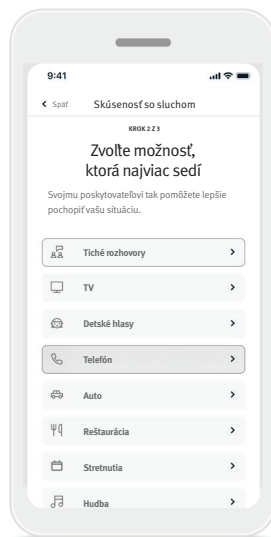 9:41
Späť
Skúsenosť so sluchom
KROK 2 Z 3
Zvoľte možnosť,
ktorá najviac sedí
Svojmu poskytovateľovi tak pomôžete lepšie
pochopiť vašu situáciu.
Tiché rozhovory
TV
Detské hlasy
Telefón
Auto
Reštaurácia
Stretnutia
Hudba